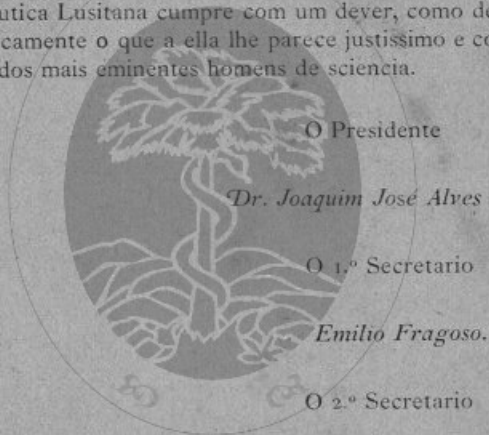 utica Lusitana cumpre com um dever, como de
camente o que a ella lhe parece justissimo e co
dos mais eminentes homens de sciencia.
O Presidente
Dr. Joaquim José Alves
O 1.º Secretario
Emilio Fragoso.
O 2.º Secretario